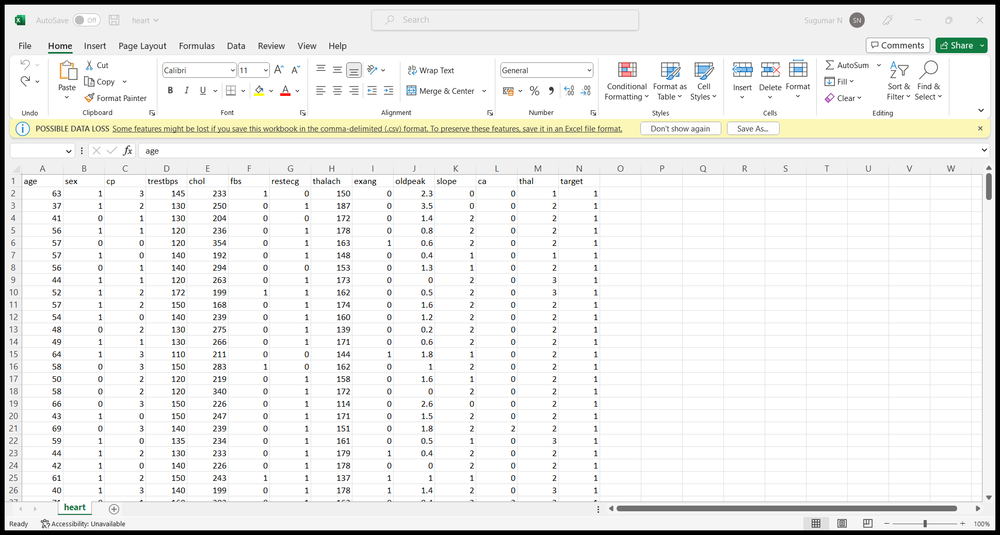 AutoSave Off heart Search Sugumar N SN
File Home Insert Page Layout Formulas Data Review View Help Comments Share
Cut Calibri 11 Wrap Text General AutoSum
Copy
Paste Conditional Format as Cell Insert Delete Format Fill Sort & Find &
Format Painter B I U A Merge & Center % Formatting Table Styles Clear Filter Select
Undo Clipboard Font Alignment Number Styles Cells Editing
POSSIBLE DATA LOSS Some features might be lost if you save this workbook in the comma-delimited (.csv) format. To preserve these features, save it in an Excel file format. Don't show again Save As...
fx age
A B C D E F G H I J K L M N O P Q R S T U V W
1 age sex cp trestbps chol fbs restecg thalach exang oldpeak slope ca thal target
2 63 1 3 145 233 1 0 150 0 2.3 0 0 1 1
3 37 1 2 130 250 0 1 187 0 3.5 0 0 2 1
4 41 0 1 130 204 0 0 172 0 1.4 2 0 2 1
5 56 1 1 120 236 0 1 178 0 0.8 2 0 2 1
6 57 0 0 120 354 0 1 163 1 0.6 2 0 2 1
7 57 1 0 140 192 0 1 148 0 0.4 1 0 1 1
8 56 0 1 140 294 0 0 153 0 1.3 1 0 2 1
9 44 1 1 120 263 0 1 173 0 0 2 0 3 1
10 52 1 2 172 199 1 1 162 0 0.5 2 0 3 1
11 57 1 2 150 168 0 1 174 0 1.6 2 0 2 1
12 54 1 0 140 239 0 1 160 0 1.2 2 0 2 1
13 48 0 2 130 275 0 1 139 0 0.2 2 0 2 1
14 49 1 1 130 266 0 1 171 0 0.6 2 0 2 1
15 64 1 3 110 211 0 0 144 1 1.8 1 0 2 1
16 58 0 3 150 283 1 0 162 0 1 2 0 2 1
17 50 0 2 120 219 0 1 158 0 1.6 1 0 2 1
18 58 0 2 120 340 0 1 172 0 0 2 0 2 1
19 66 0 3 150 226 0 1 114 0 2.6 0 0 2 1
20 43 1 0 150 247 0 1 171 0 1.5 2 0 2 1
21 69 0 3 140 239 0 1 151 0 1.8 2 2 2 1
22 59 1 0 135 234 0 1 161 0 0.5 1 0 3 1
23 44 1 2 130 233 0 1 179 1 0.4 2 0 2 1
24 42 1 0 140 226 0 1 178 0 0 2 0 2 1
25 61 1 2 150 243 1 1 137 1 1 1 0 2 1
26 40 1 3 140 199 0 1 178 1 1.4 2 0 3 1
heart
Ready Accessibility: Unavailable 100%